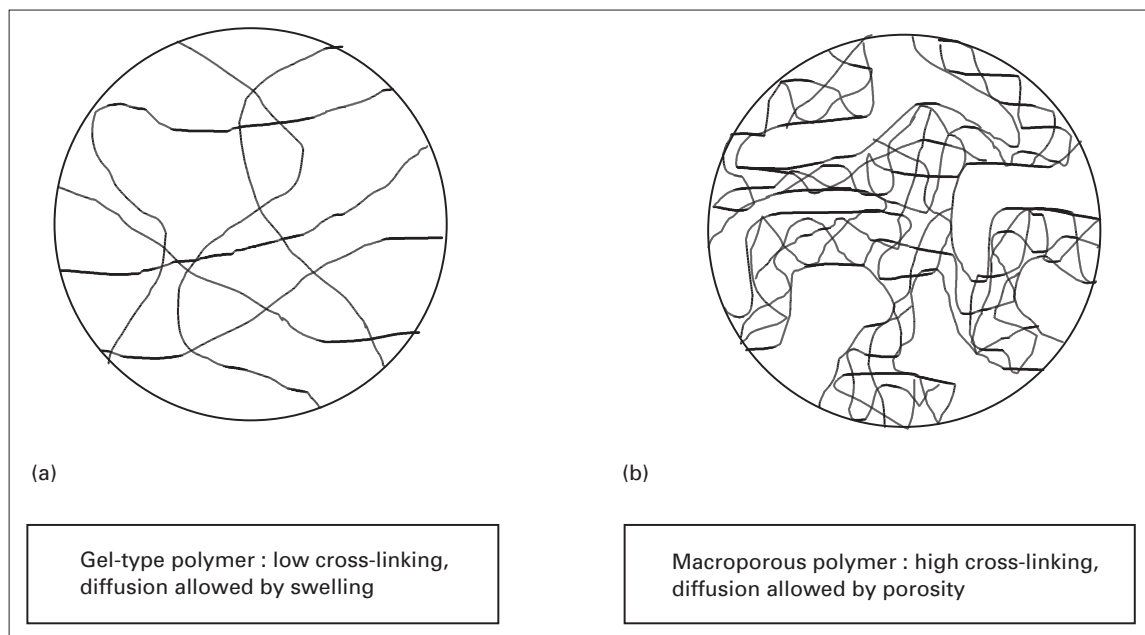 (a)
(b)
Gel-type polymer : low cross-linking,
diffusion allowed by swelling
Macroporous polymer : high cross-linking,
diffusion allowed by porosity